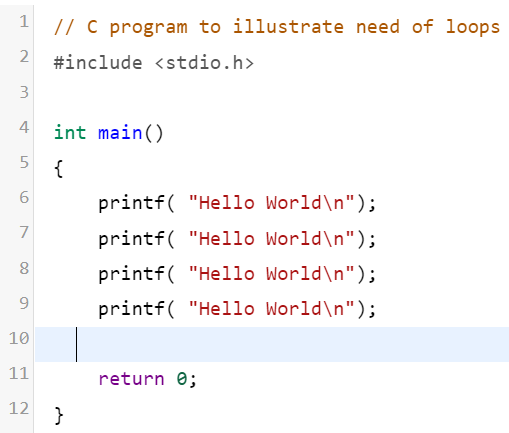 1 // C program to illustrate need of loops
2 #include <stdio.h>
3
4 int main()
5 {
6     printf( "Hello World\n");
7     printf( "Hello World\n");
8     printf( "Hello World\n");
9     printf( "Hello World\n");
10
11     return 0;
12 }